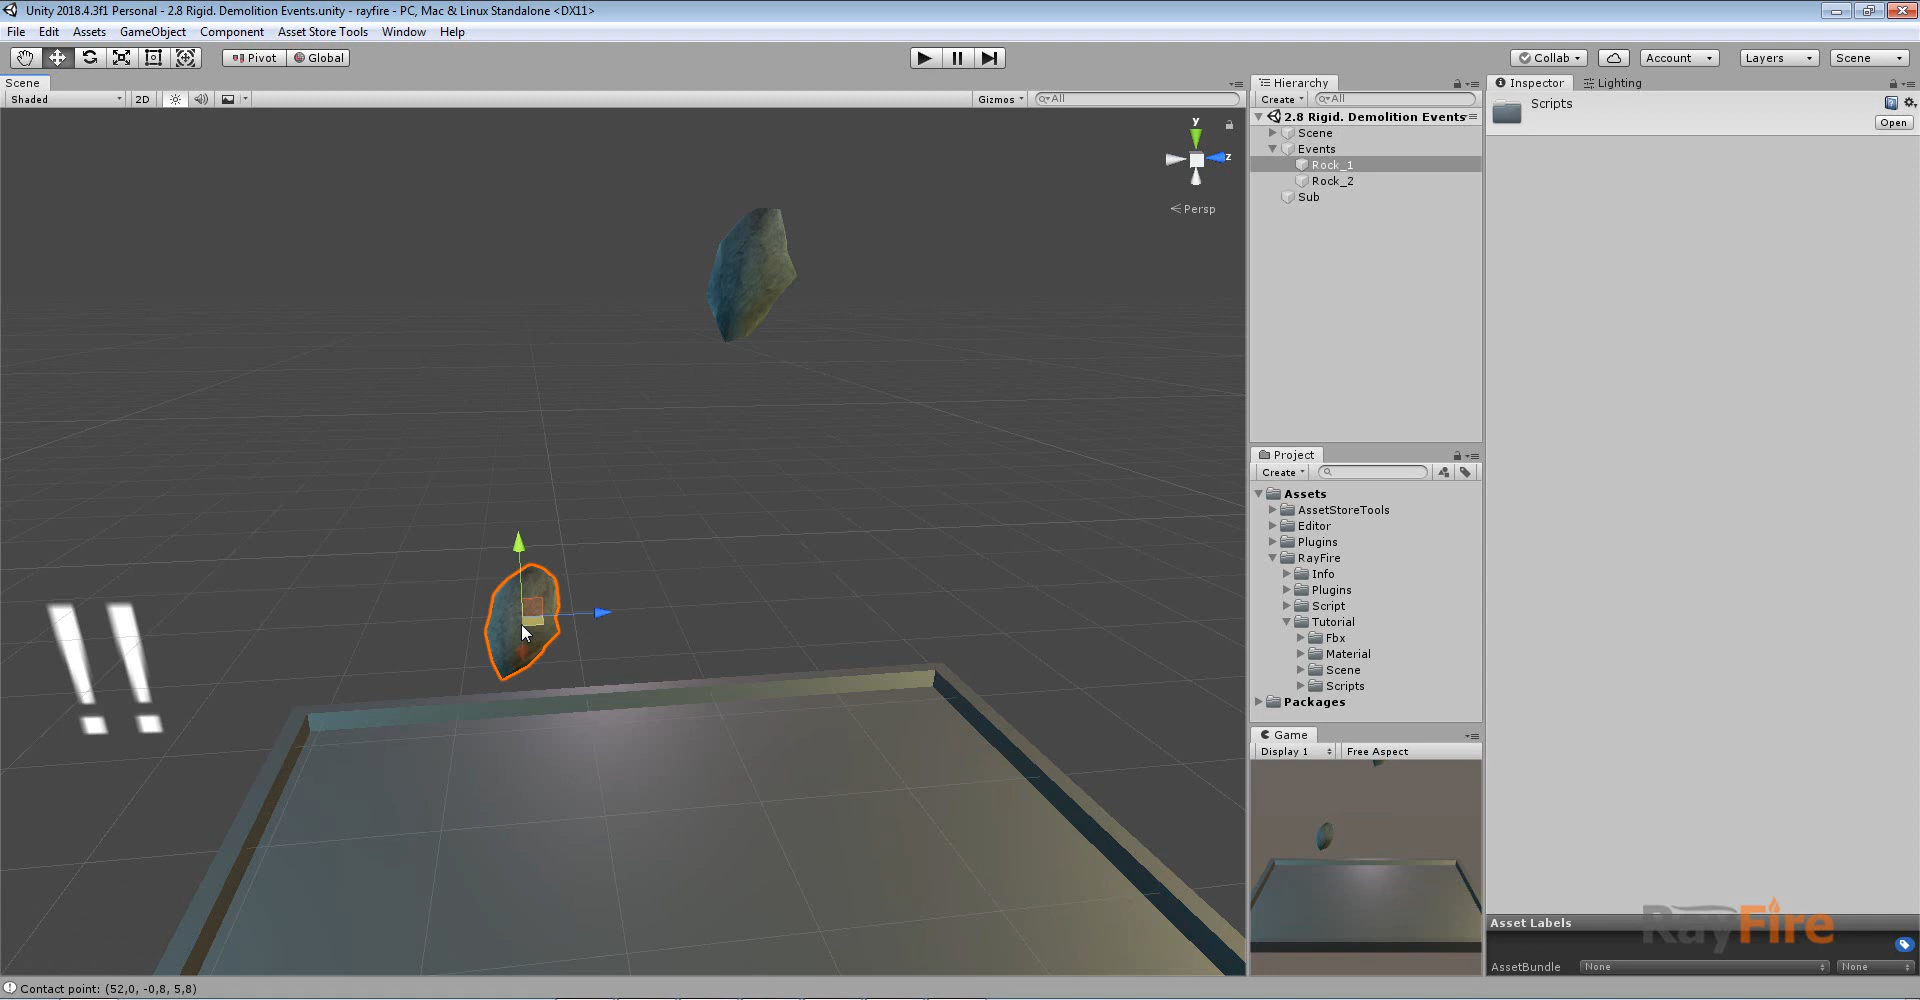 Unity 2018.4.3f1 Personal - 2.8 Rigid. Demolition Events.unity - rayfire - PC, Mac & Linux Standalone <DX11>
File Edit Assets GameObject Component Asset Store Tools Window Help
Pivot Global Collab Account Layers Scene
Scene
Shaded 2D Gizmos All
y
z
Persp
!!
Hierarchy
Create All
2.8 Rigid. Demolition Events
Scene
Events
Rock_1
Rock_2
Sub
Project
Create
Assets
AssetStoreTools
Editor
Plugins
RayFire
Info
Plugins
Script
Tutorial
Fbx
Material
Scene
Scripts
Packages
Game
Display 1 Free Aspect
Inspector Lighting
Scripts
Open
Asset Labels
RayFire
AssetBundle None None
Contact point: (52,0, -0,8, 5,8)